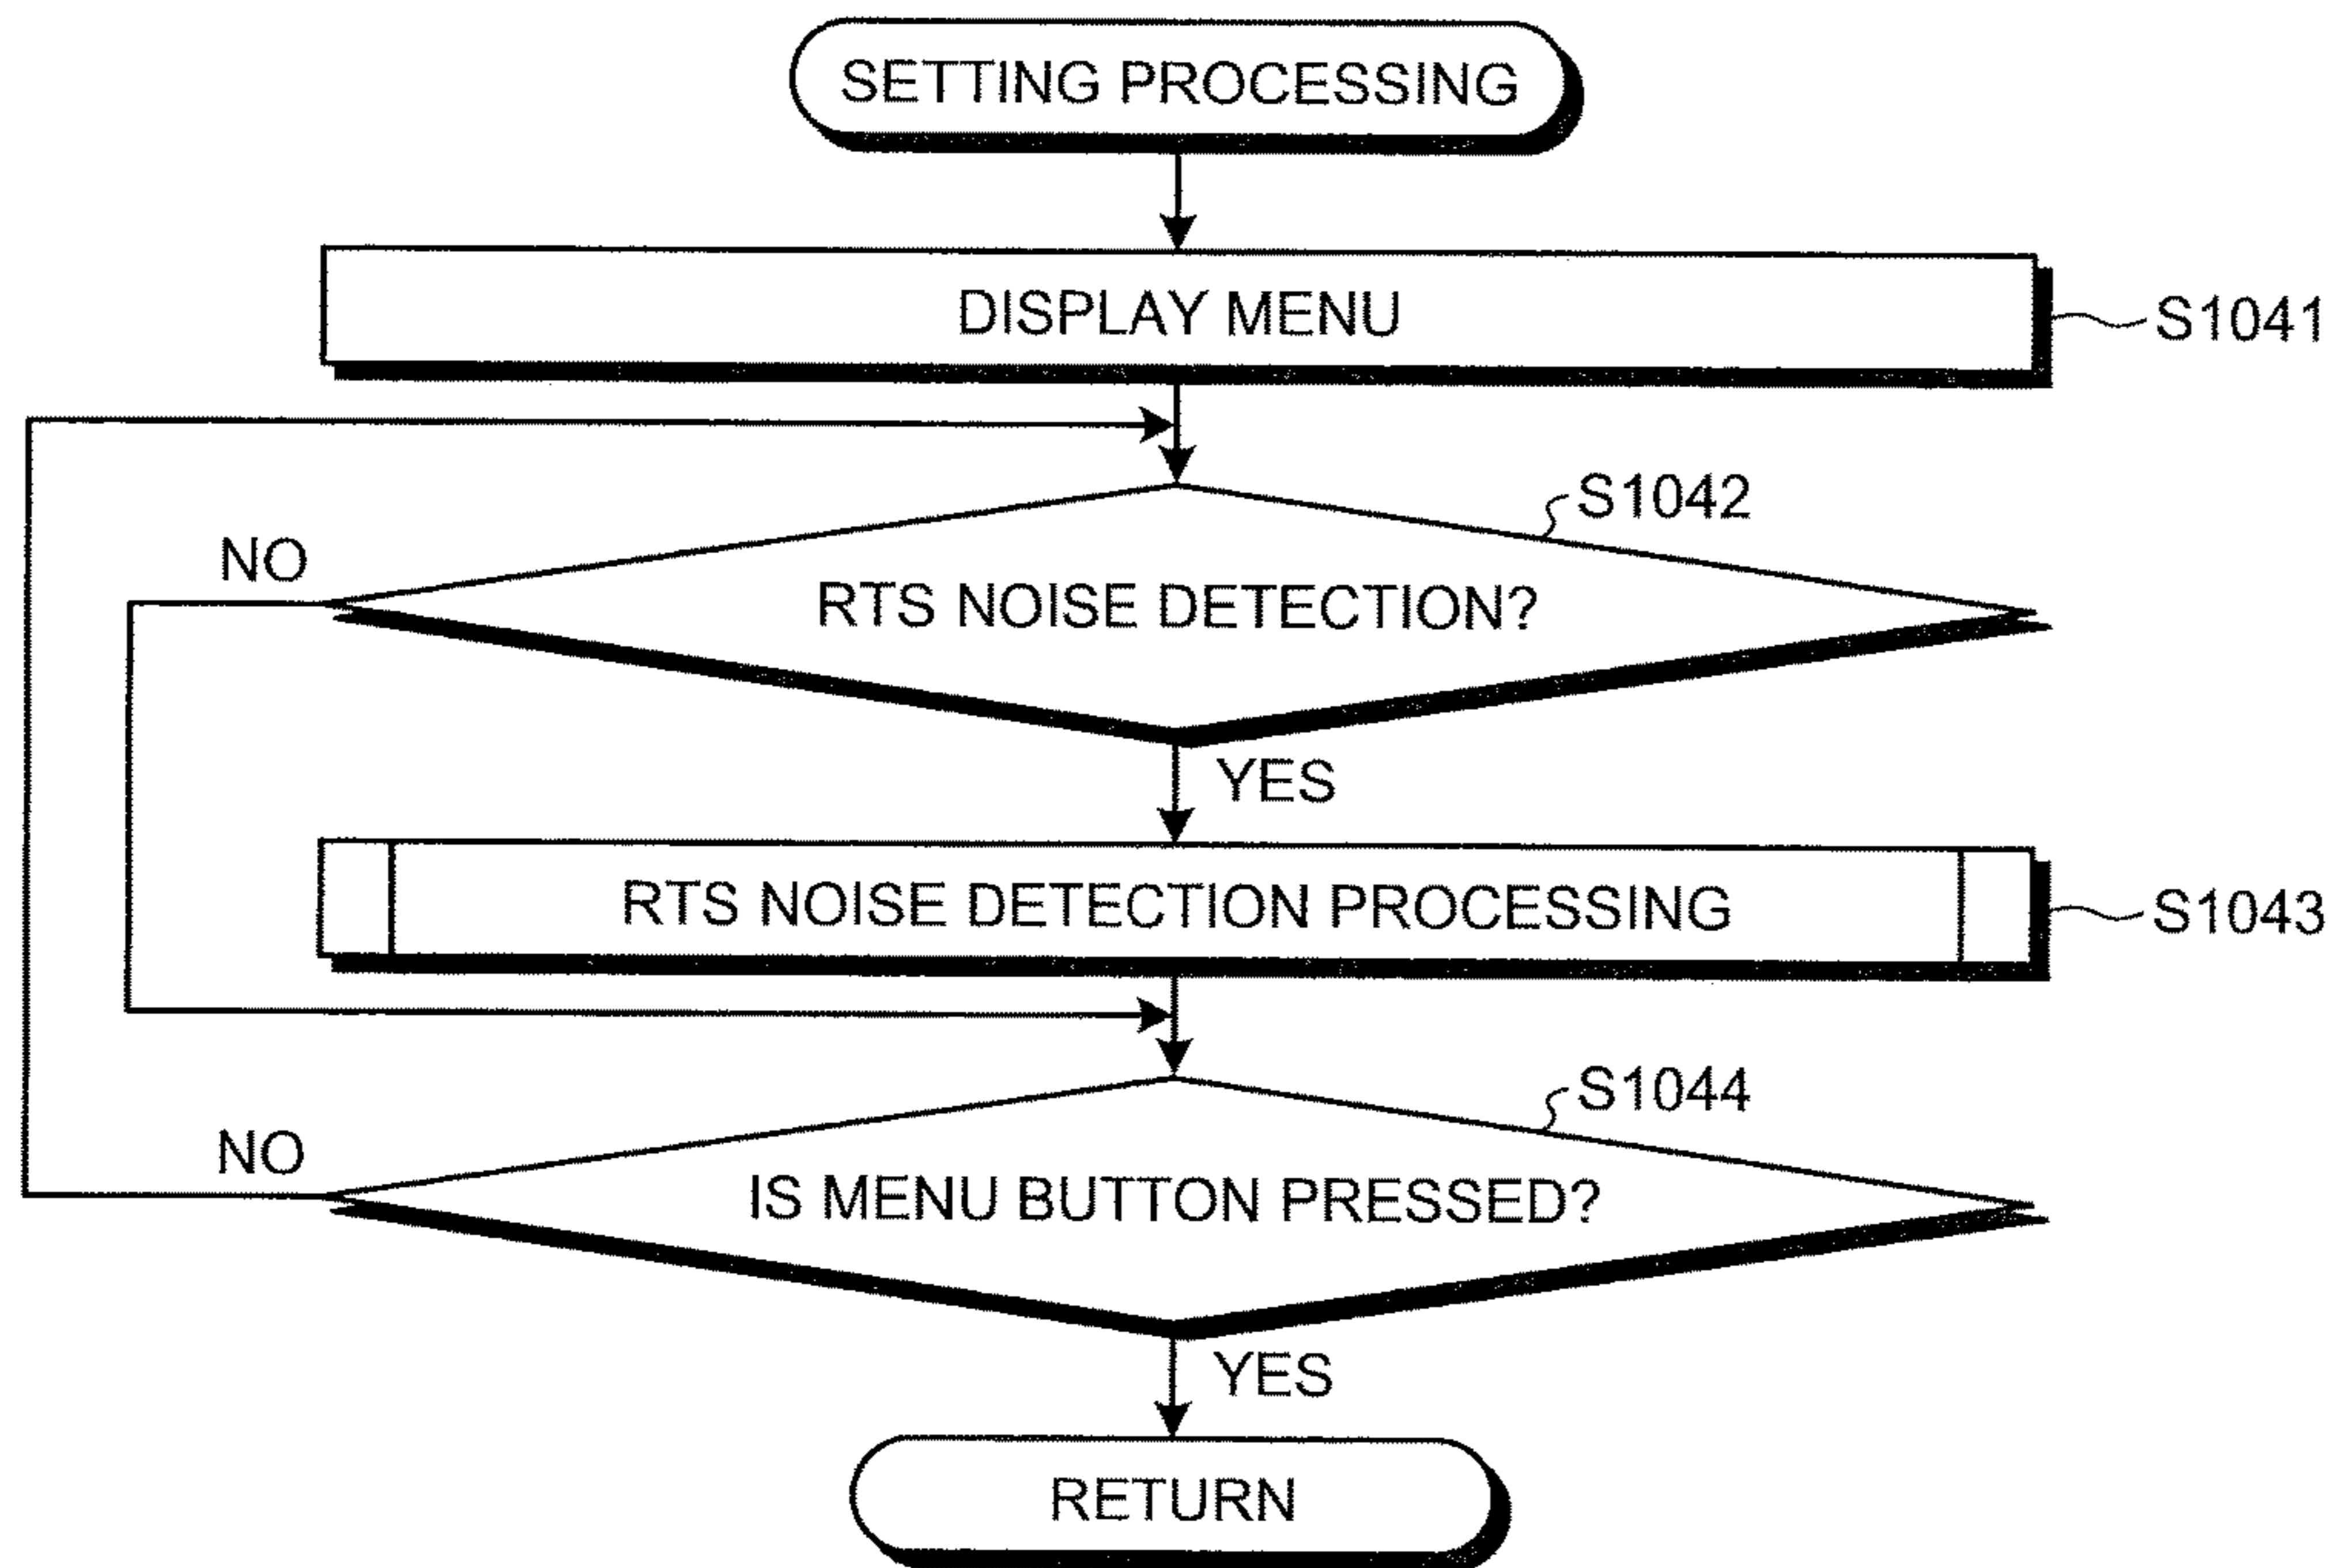 SETTING PROCESSING
DISPLAY MENU
S1041
S1042
NO
RTS NOISE DETECTION?
YES
RTS NOISE DETECTION PROCESSING
S1043
S1044
NO
IS MENU BUTTON PRESSED?
YES
RETURN